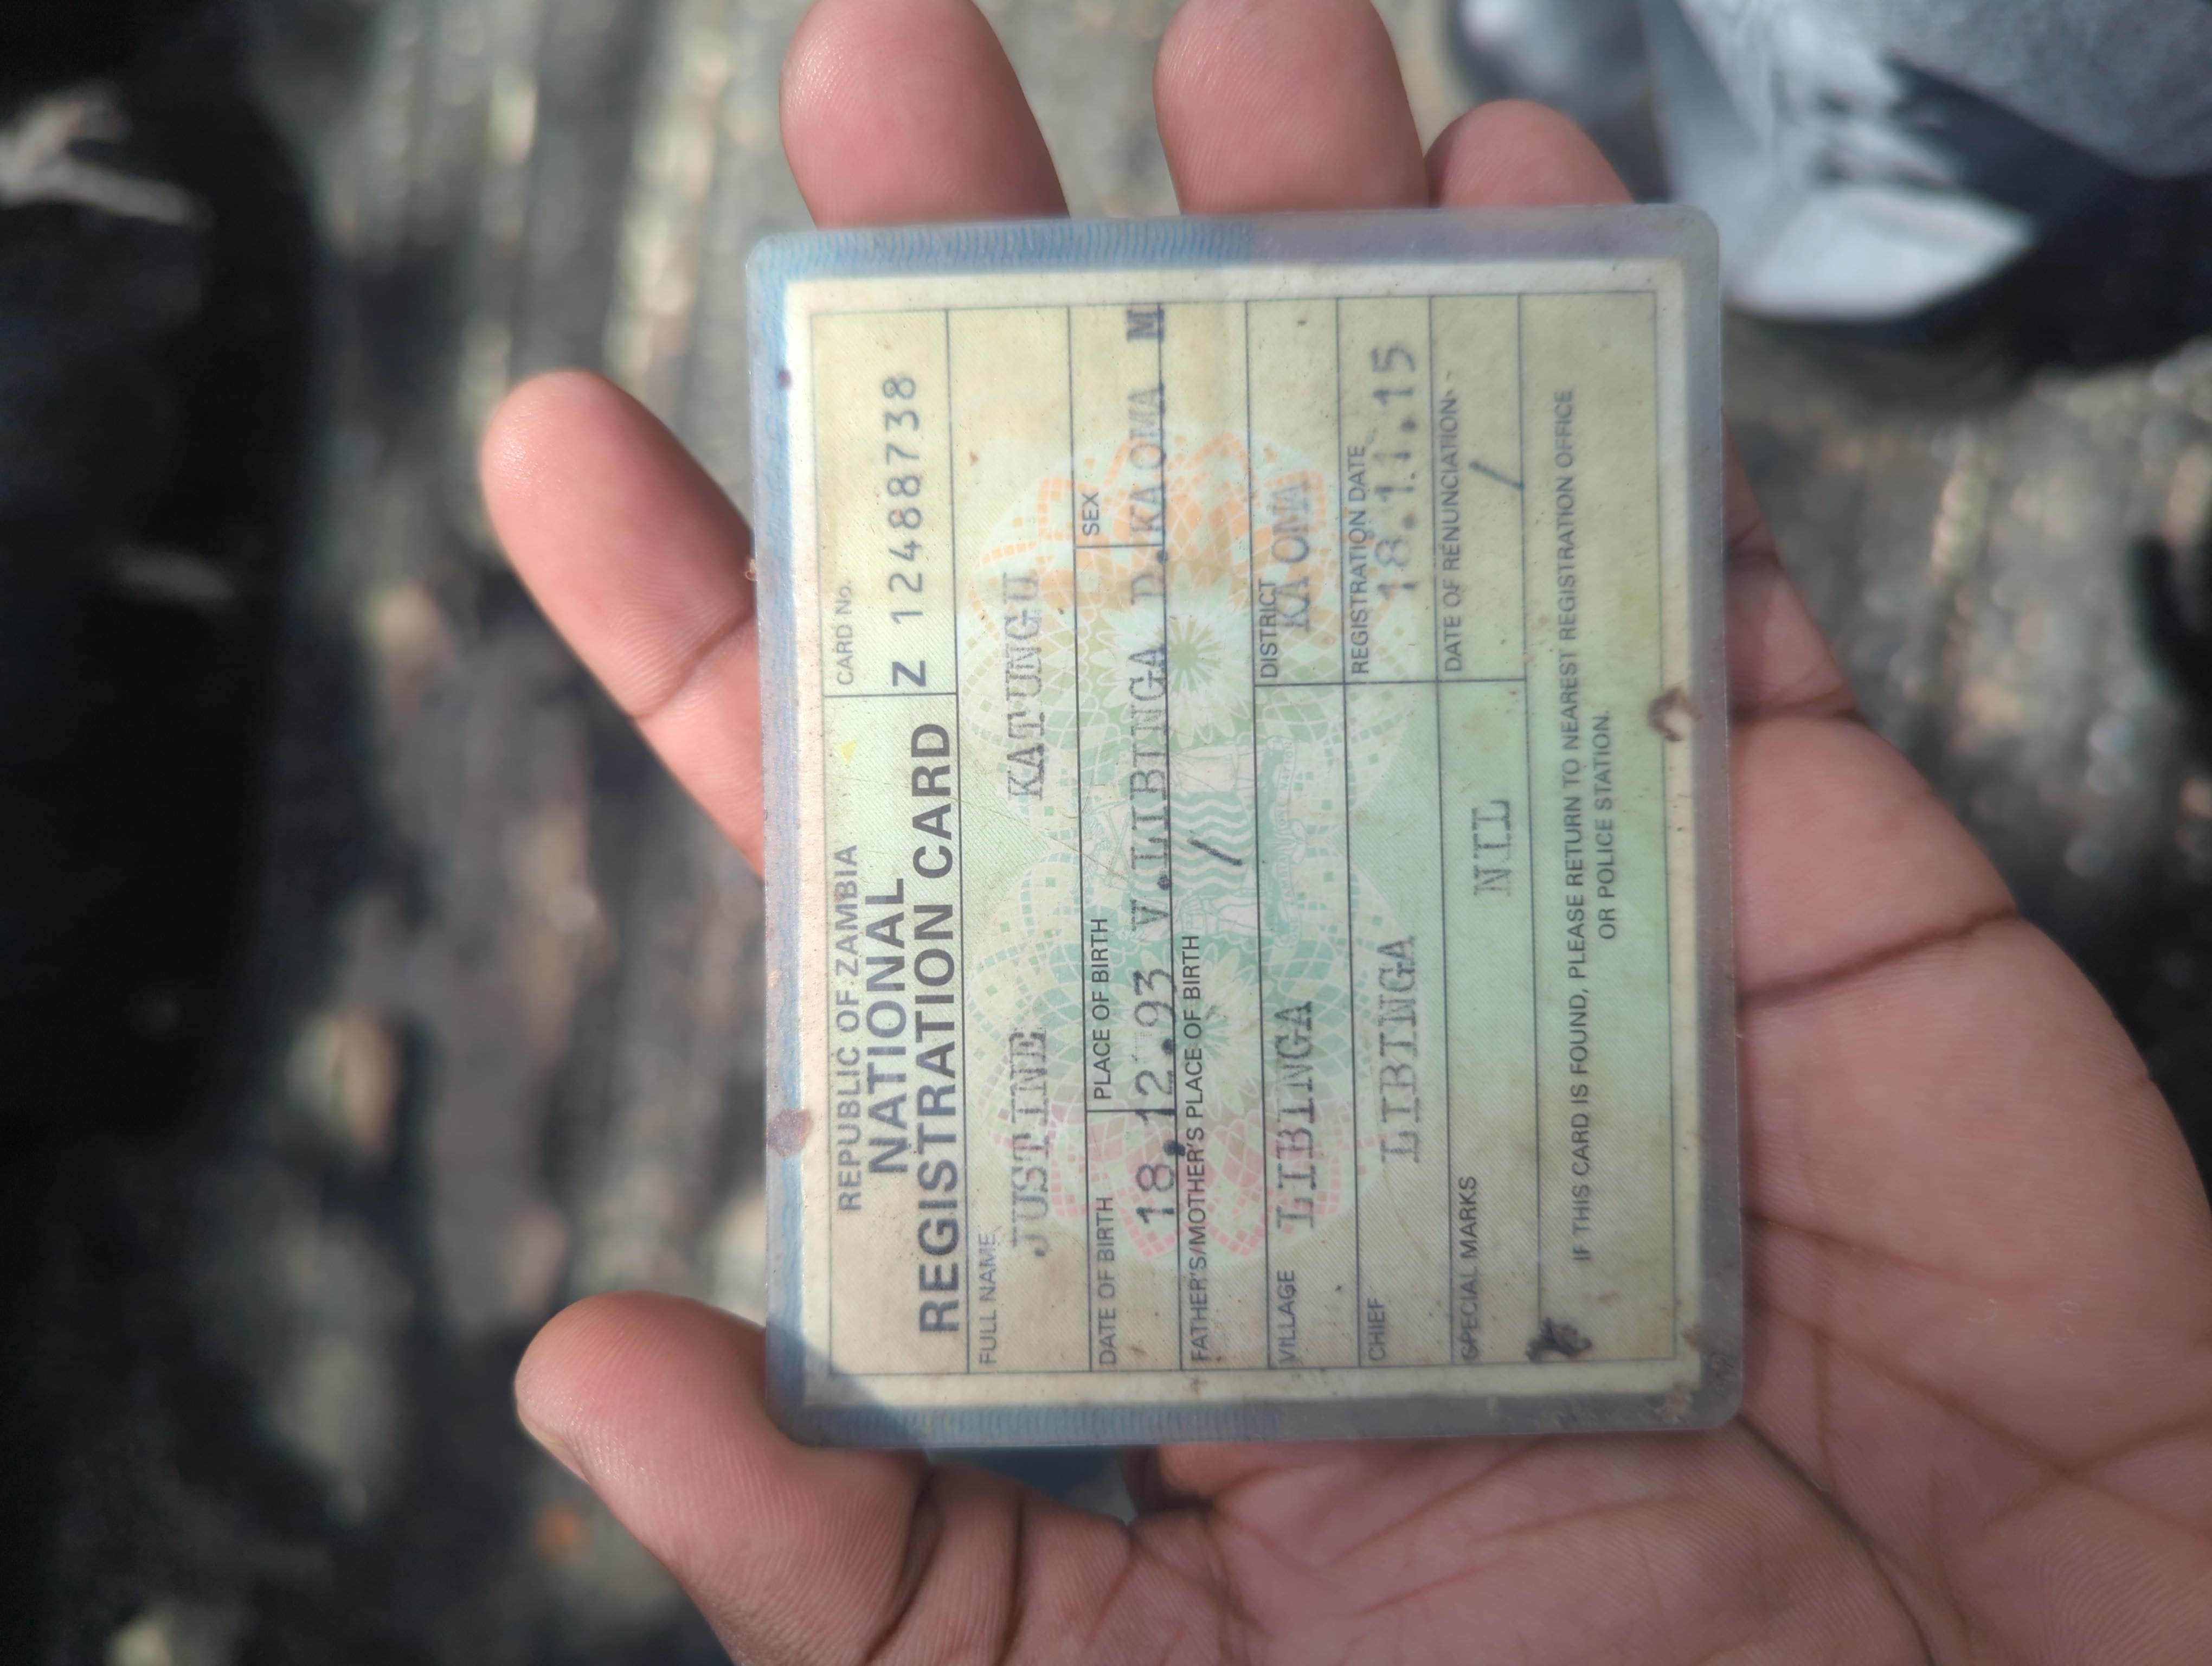 REPUBLIC OF ZAMBIA
NATIONAL
REGISTRATION CARD
CARD No.
Z 12488738
FULL NAME
JUSTINE KATUNGU
DATE OF BIRTH PLACE OF BIRTH SEX
18.12.93 V.LIBINGA D.KAOMA M
FATHER'S/MOTHER'S PLACE OF BIRTH
/
VILLAGE LIBINGA
DISTRICT
KAOMA
CHIEF LIBINGA
REGISTRATION DATE
18.11.15
SPECIAL MARKS NIL
DATE OF RENUNCIATION
/
IF THIS CARD IS FOUND, PLEASE RETURN TO NEAREST REGISTRATION OFFICE
OR POLICE STATION.